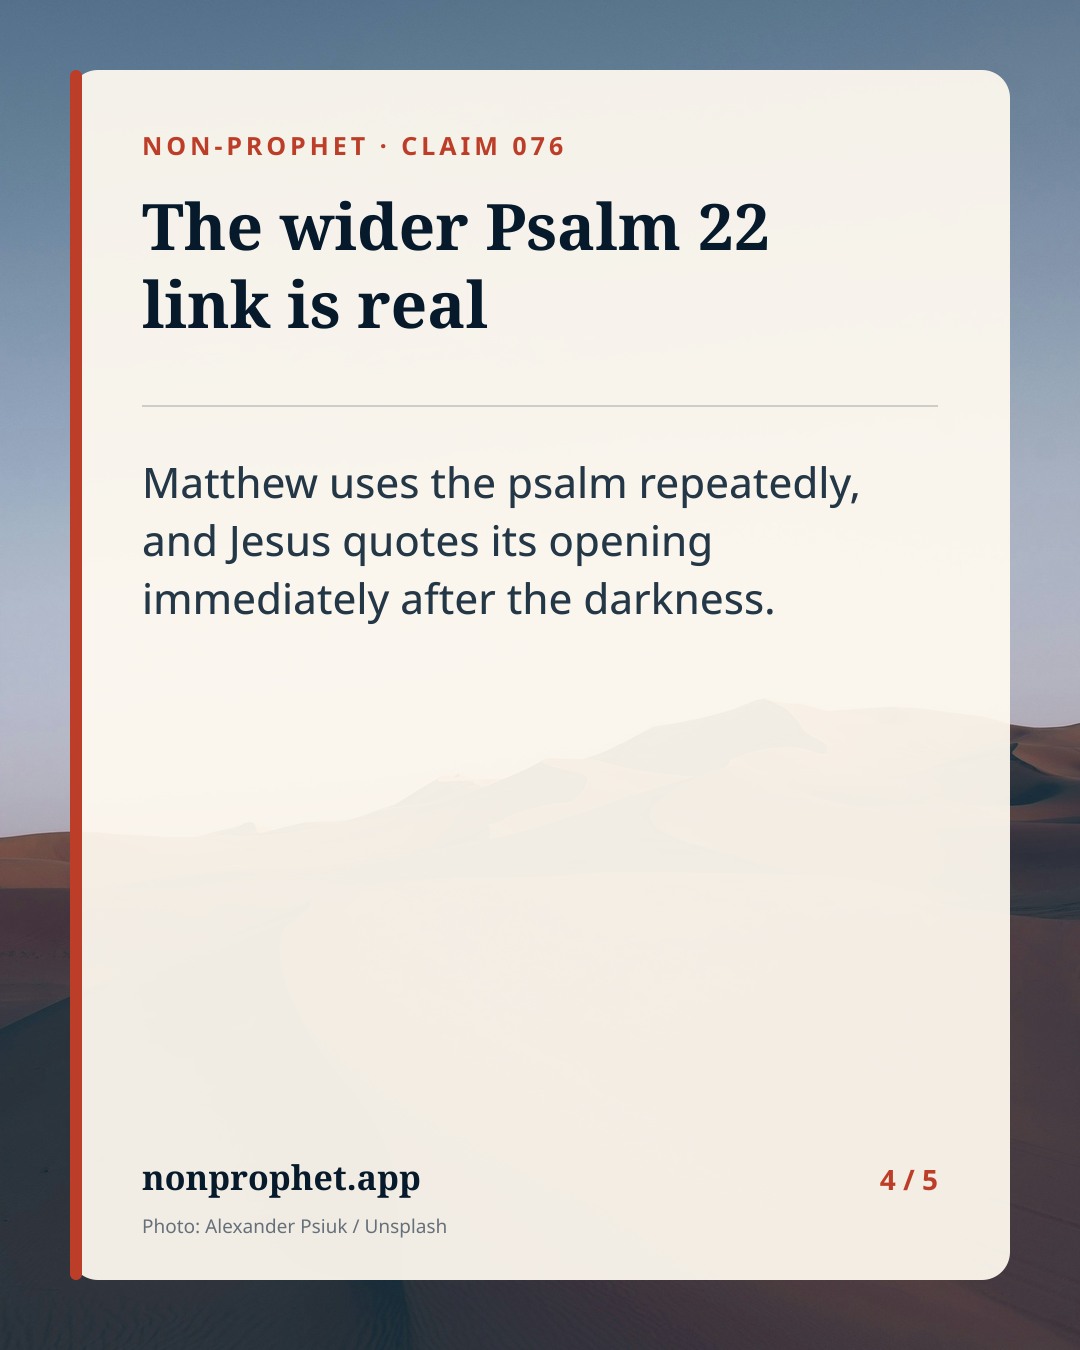 NON-PROPHET · CLAIM 076
The wider Psalm 22
link is real
Matthew uses the psalm repeatedly,
and Jesus quotes its opening
immediately after the darkness.
nonprophet.app
4 / 5
Photo: Alexander Psiuk / Unsplash